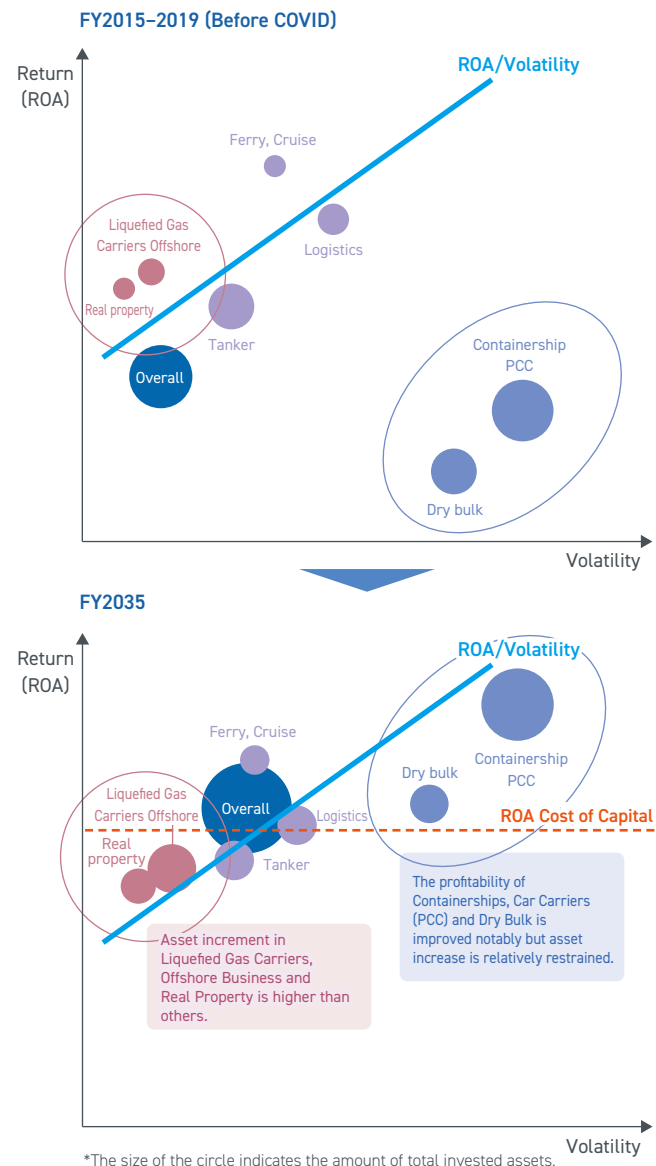 FY2015–2019 (Before COVID)
Return
(ROA)
ROA/Volatility
Ferry, Cruise
Liquefied Gas
Carriers Offshore
Logistics
Real property
Tanker
Containership
PCC
Overall
Dry bulk
Volatility
FY2035
Return
(ROA)
ROA/Volatility
Ferry, Cruise
Containership
PCC
Dry bulk
Liquefied Gas
Carriers Offshore
Overall
Logistics
ROA Cost of Capital
Real
property
Tanker
The profitability of
Containerships, Car Carriers
(PCC) and Dry Bulk is
improved notably but asset
increase is relatively restrained.
Asset increment in
Liquefied Gas Carriers,
Offshore Business and
Real Property is higher than
others.
Volatility
*The size of the circle indicates the amount of total invested assets.